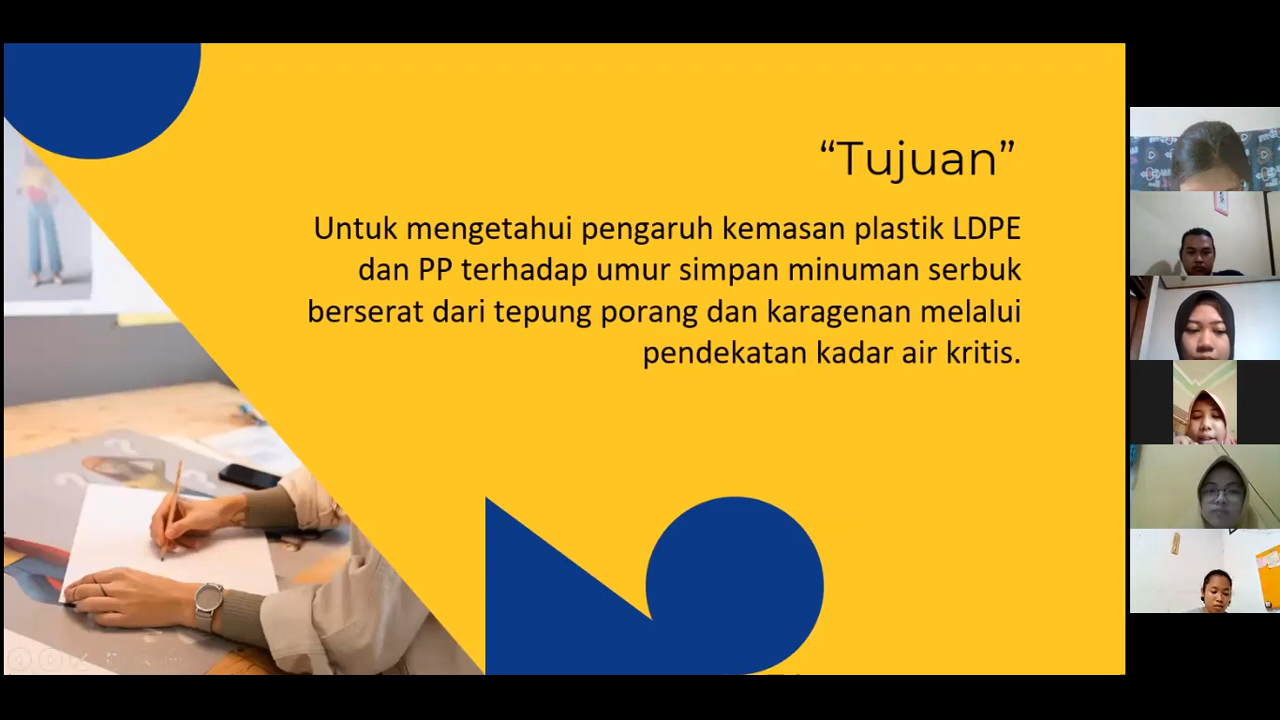 “Tujuan”
Untuk mengetahui pengaruh kemasan plastik LDPE
dan PP terhadap umur simpan minuman serbuk
berserat dari tepung porang dan karagenan melalui
pendekatan kadar air kritis.